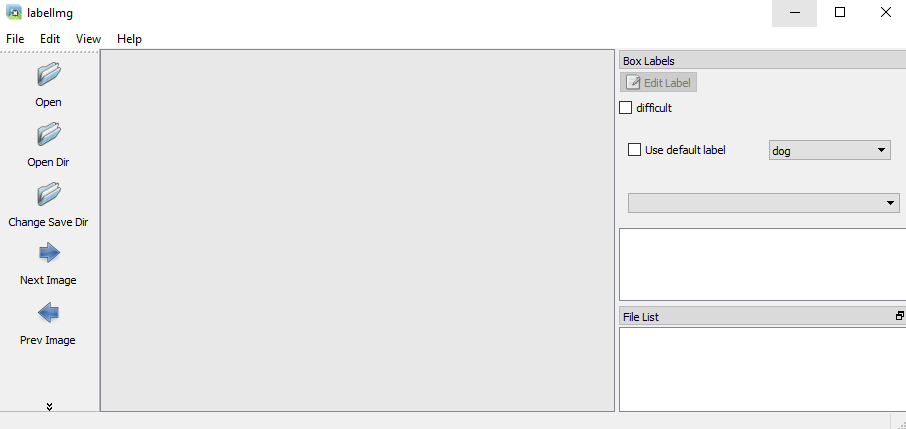 labelImg
File Edit View Help
Open
Open Dir
Change Save Dir
Next Image
Prev Image
Box Labels
Edit Label
difficult
Use default label dog
File List